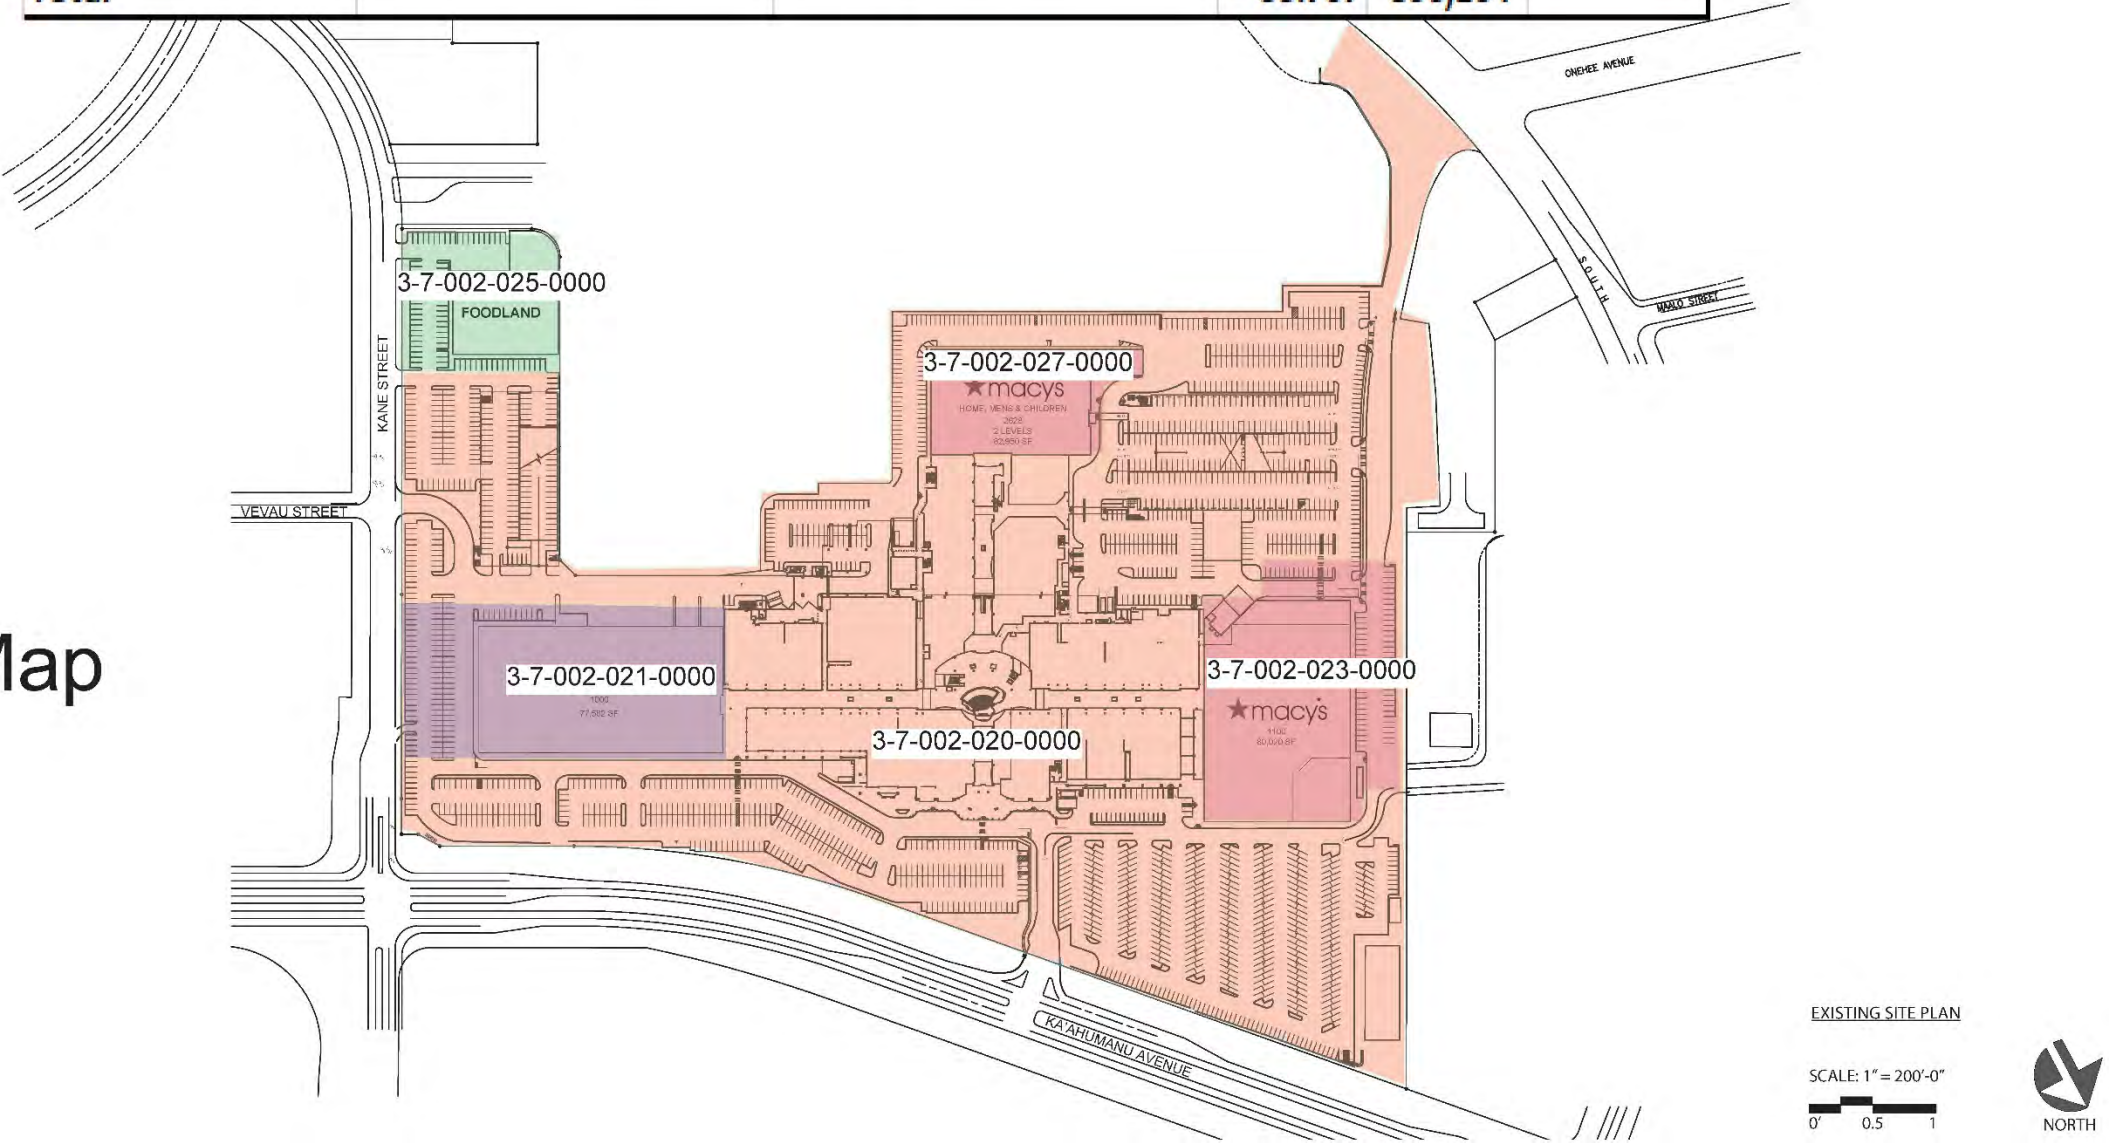 ONEHEE AVENUE
3-7-002-025-0000
FOODLAND
SOUTH
MAALO STREET
KANE STREET
3-7-002-027-0000
★macys
HOME, MENS & CHILDREN
2 LEVELS
VEVAU STREET
Map
3-7-002-021-0000
1000
3-7-002-023-0000
★macys
3-7-002-020-0000
KA'AHUMANU AVENUE
EXISTING SITE PLAN
SCALE: 1" = 200'-0"
0' 0.5 1
NORTH